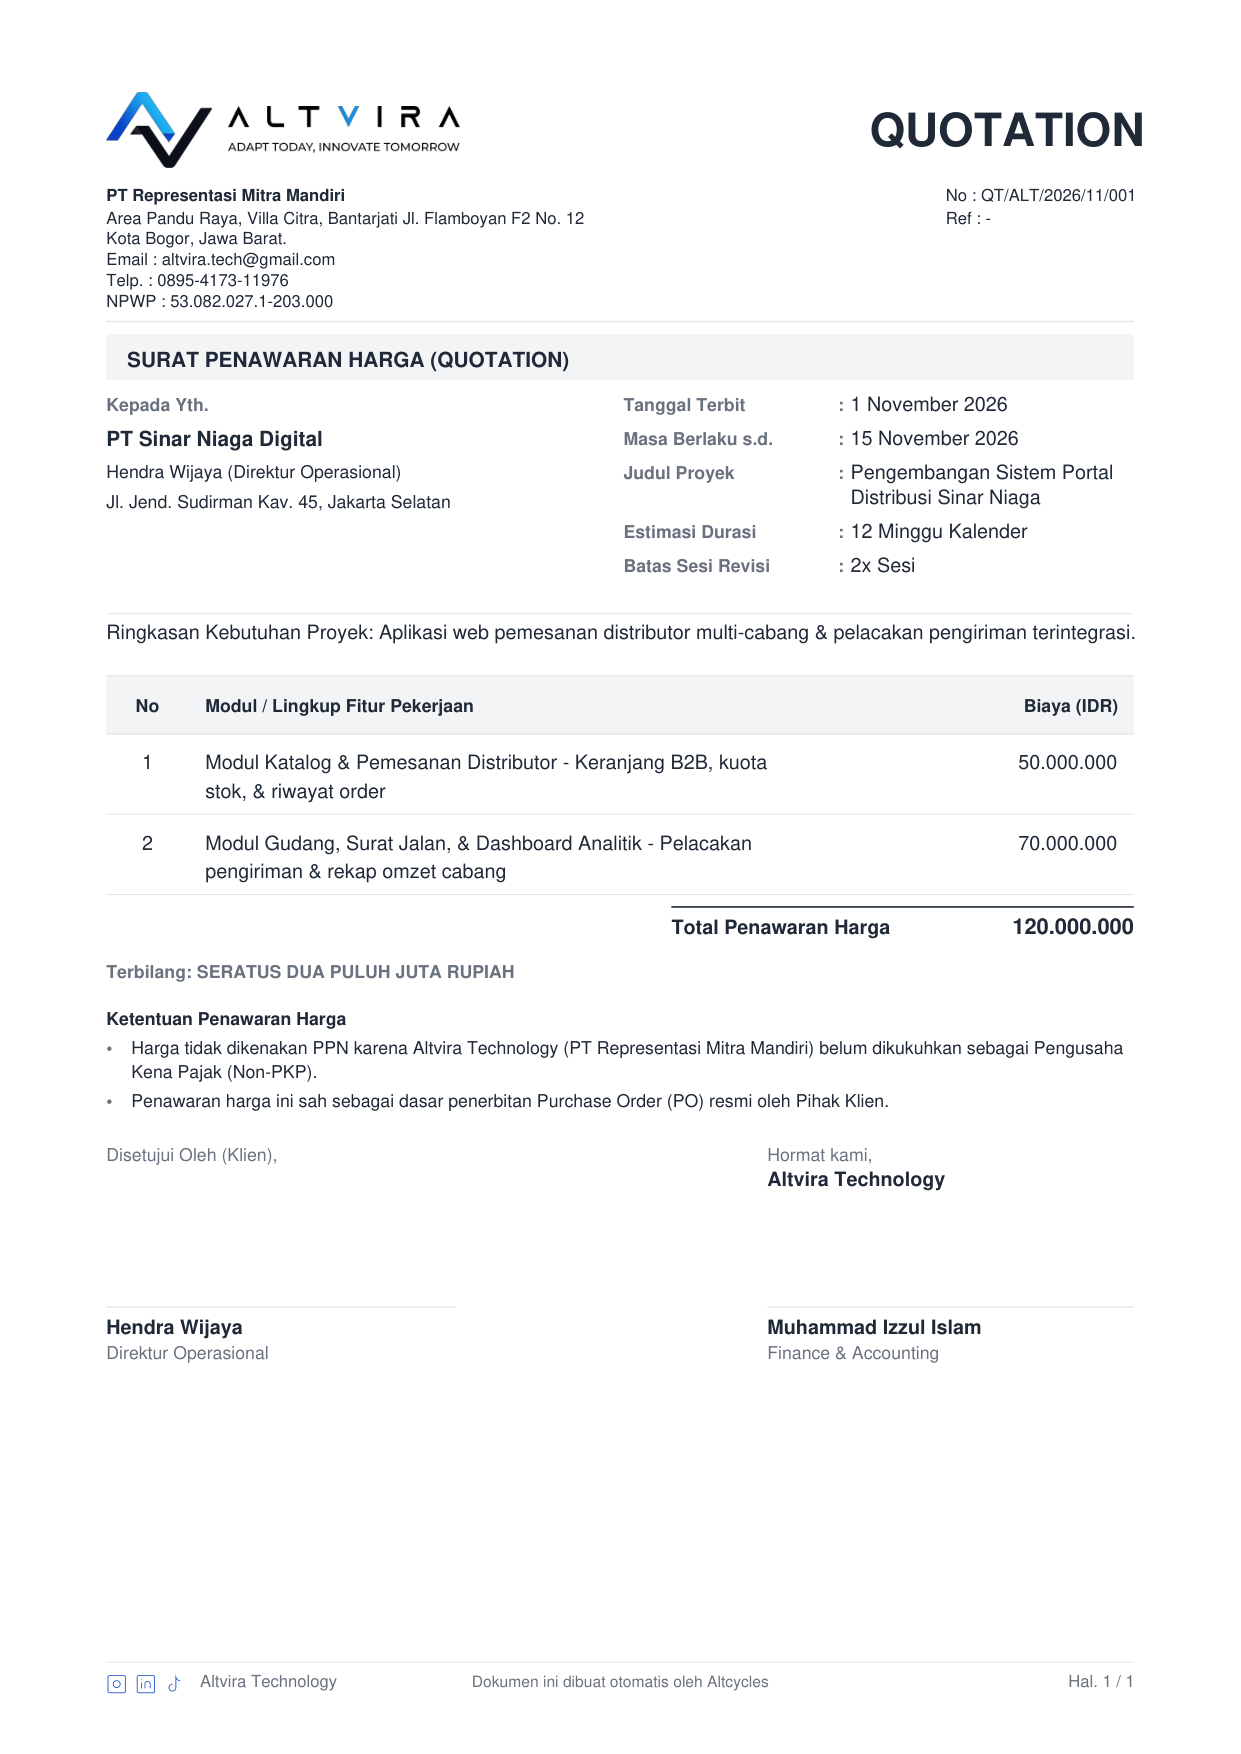 ALTVIRA
ADAPT TODAY, INNOVATE TOMORROW
QUOTATION
PT Representasi Mitra Mandiri
Area Pandu Raya, Villa Citra, Bantarjati Jl. Flamboyan F2 No. 12
Kota Bogor, Jawa Barat.
Email : altvira.tech@gmail.com
Telp. : 0895-4173-11976
NPWP : 53.082.027.1-203.000
No : QT/ALT/2026/11/001
Ref : -
SURAT PENAWARAN HARGA (QUOTATION)
Kepada Yth.
PT Sinar Niaga Digital
Hendra Wijaya (Direktur Operasional)
Jl. Jend. Sudirman Kav. 45, Jakarta Selatan
Tanggal Terbit : 1 November 2026
Masa Berlaku s.d. : 15 November 2026
Judul Proyek : Pengembangan Sistem Portal
Distribusi Sinar Niaga
Estimasi Durasi : 12 Minggu Kalender
Batas Sesi Revisi : 2x Sesi
Ringkasan Kebutuhan Proyek: Aplikasi web pemesanan distributor multi-cabang & pelacakan pengiriman terintegrasi.
No Modul / Lingkup Fitur Pekerjaan Biaya (IDR)
1 Modul Katalog & Pemesanan Distributor - Keranjang B2B, kuota 50.000.000
stok, & riwayat order
2 Modul Gudang, Surat Jalan, & Dashboard Analitik - Pelacakan 70.000.000
pengiriman & rekap omzet cabang
Total Penawaran Harga 120.000.000
Terbilang: SERATUS DUA PULUH JUTA RUPIAH
Ketentuan Penawaran Harga
• Harga tidak dikenakan PPN karena Altvira Technology (PT Representasi Mitra Mandiri) belum dikukuhkan sebagai Pengusaha
Kena Pajak (Non-PKP).
• Penawaran harga ini sah sebagai dasar penerbitan Purchase Order (PO) resmi oleh Pihak Klien.
Disetujui Oleh (Klien),
Hormat kami,
Altvira Technology
Hendra Wijaya
Direktur Operasional
Muhammad Izzul Islam
Finance & Accounting
Altvira Technology Dokumen ini dibuat otomatis oleh Altcycles Hal. 1 / 1